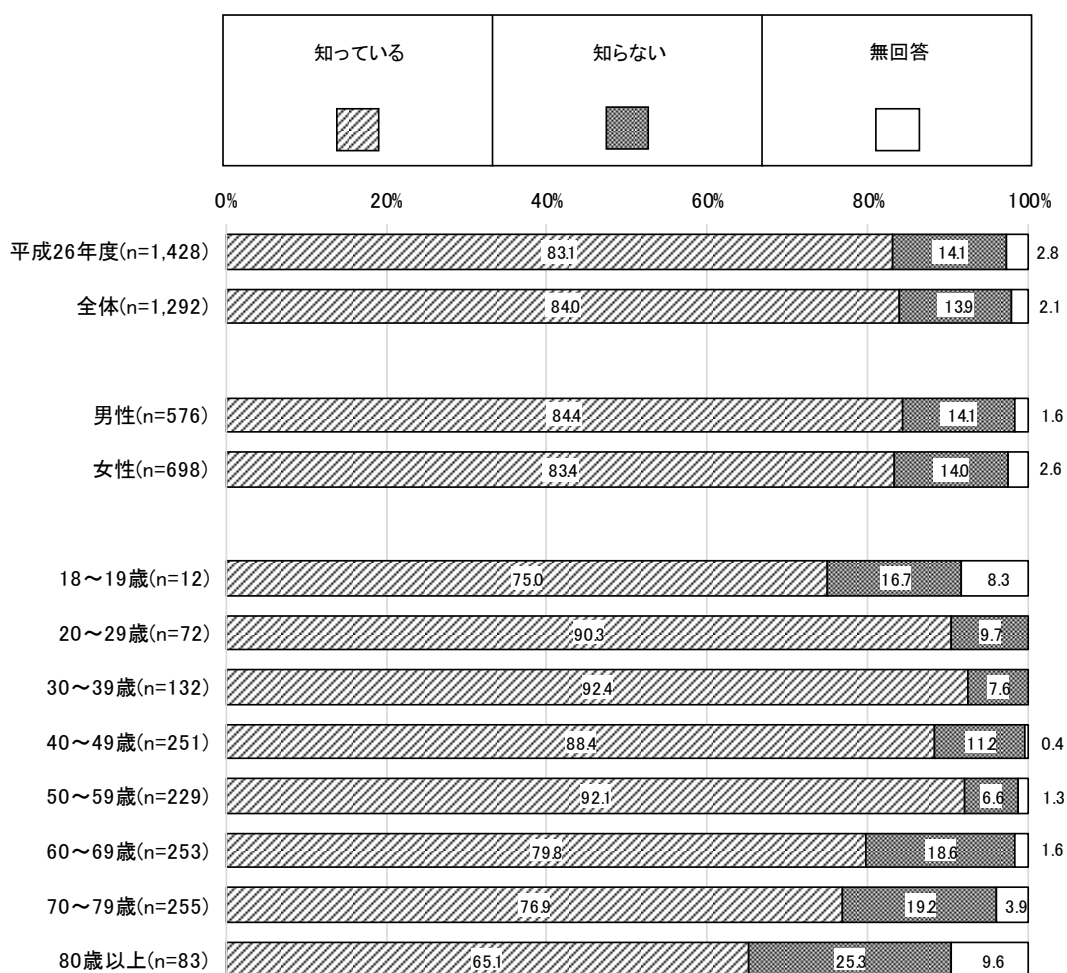 知っている 知らない 無回答
0% 20% 40% 60% 80% 100%
平成26年度(n=1,428) 83.1 14.1 2.8
全体(n=1,292) 84.0 13.9 2.1
男性(n=576) 84.4 14.1 1.6
女性(n=698) 83.4 14.0 2.6
18～19歳(n=12) 75.0 16.7 8.3
20～29歳(n=72) 90.3 9.7
30～39歳(n=132) 92.4 7.6
40～49歳(n=251) 88.4 11.2 0.4
50～59歳(n=229) 92.1 6.6 1.3
60～69歳(n=253) 79.8 18.6 1.6
70～79歳(n=255) 76.9 19.2 3.9
80歳以上(n=83) 65.1 25.3 9.6